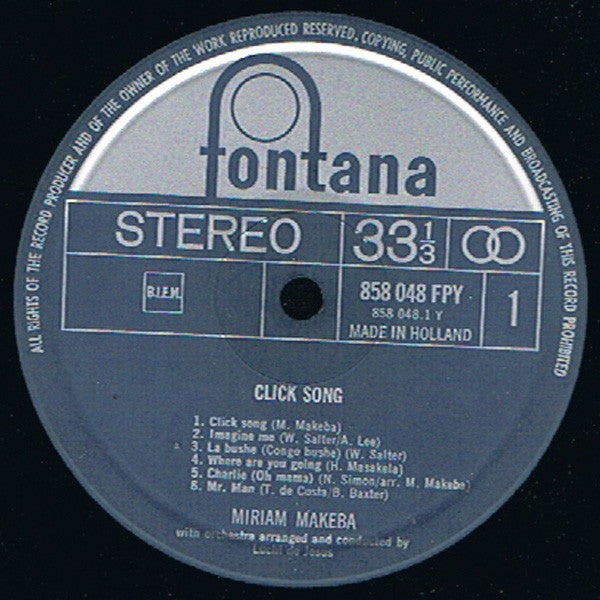 ALL RIGHTS OF THE RECORD PRODUCER AND OF THE OWNER OF THE WORK REPRODUCED RESERVED, COPYING, PUBLIC PERFORMANCE AND BROADCASTING OF THIS RECORD PROHIBITED
fontana
STEREO 33 1/3
B.I.E.M. 858 048 FPY 1
858 048.1 Y
MADE IN HOLLAND
CLICK SONG
1. Click song (M. Makeba)
2. Imagine me (W. Salter/A. Lee)
3. La bushe (Congo bushe) (W. Salter)
4. Where are you going (H. Masakela)
5. Charlie (Oh mama) (N. Simon/arr. M. Makeba)
6. Mr. Man (T. de Costa/B. Baxter)
MIRIAM MAKEBA
with orchestra arranged and conducted by
Luchi de Jesus